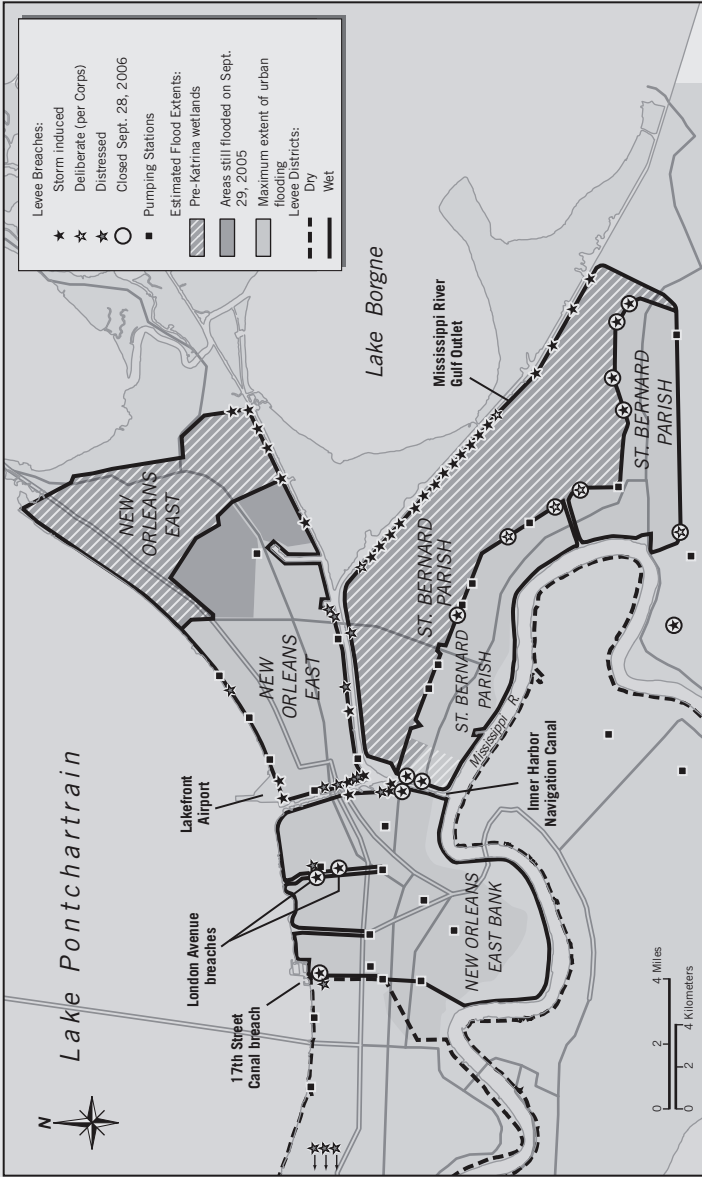 Levee Breaches:
Storm induced
Deliberate (per Corps)
Distressed
Closed Sept. 28, 2006
Pumping Stations
Estimated Flood Extents:
Pre-Katrina wetlands
Areas still flooded on Sept.
29, 2005
Maximum extent of urban
flooding
Levee Districts:
Dry
Wet
N
Lake Pontchartrain
Lake Borgne
Lakefront
Airport
London Avenue
breaches
17th Street
Canal breach
NEW
ORLEANS
EAST
NEW
ORLEANS
EAST
Mississippi River
Gulf Outlet
ST. BERNARD
PARISH
ST. BERNARD
PARISH
ST. BERNARD
PARISH
Mississippi R.
Inner Harbor
Navigation Canal
NEW ORLEANS
EAST BANK
0 2 4 Miles
0 2 4 Kilometers